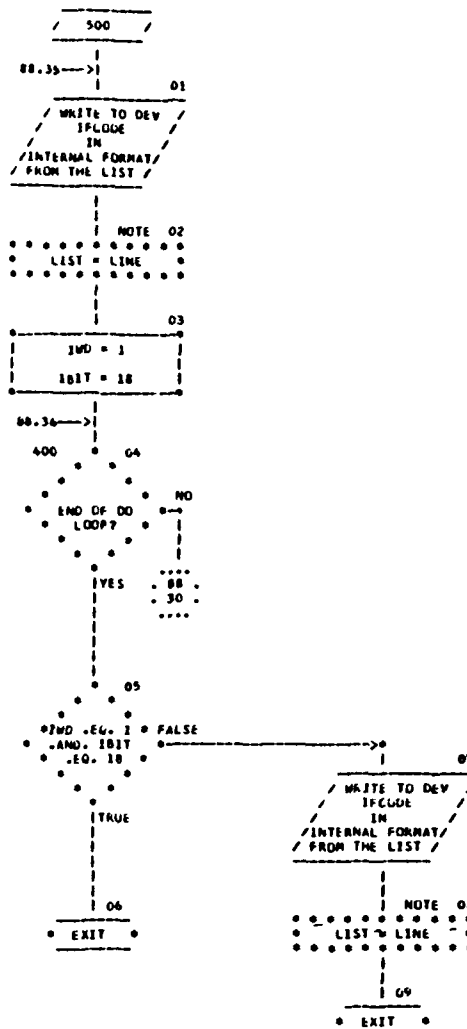 500
88.35--->
01
WRITE TO DEV
IFCODE
IN
INTERNAL FORMAT
FROM THE LIST
NOTE 02
LIST = LINE
03
IWD = 1
IBIT = 18
88.34--->
400 04
NO
END OF DO
LOOP?
YES
88
30
05
IWD .EQ. 1 FALSE
.AND. IBIT
.EQ. 18
TRUE
WRITE TO DEV
IFCODE
IN
INTERNAL FORMAT
FROM THE LIST
06
EXIT
NOTE
LIST = LINE
09
EXIT